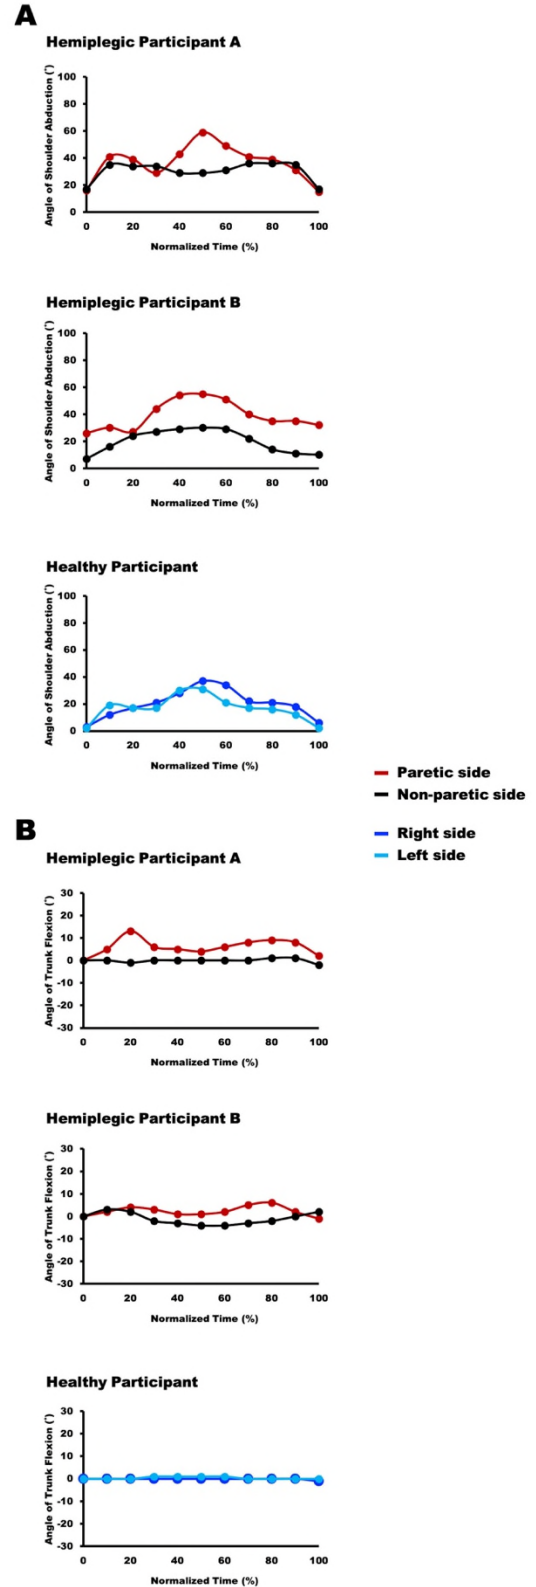 A
Hemiplegic Participant A
Angle of Shoulder Abduction (°)
100
80
60
40
20
0
0 20 40 60 80 100
Normalized Time (%)
Hemiplegic Participant B
Angle of Shoulder Abduction (°)
100
80
60
40
20
0
0 20 40 60 80 100
Normalized Time (%)
Healthy Participant
Angle of Shoulder Abduction (°)
100
80
60
40
20
0
0 20 40 60 80 100
Normalized Time (%)
Paretic side
Non-paretic side
Right side
Left side
B
Hemiplegic Participant A
Angle of Trunk Flexion (°)
30
20
10
0
-10
-20
-30
0 20 40 60 80 100
Normalized Time (%)
Hemiplegic Participant B
Angle of Trunk Flexion (°)
30
20
10
0
-10
-20
-30
0 20 40 60 80 100
Normalized Time (%)
Healthy Participant
Angle of Trunk Flexion (°)
30
20
10
0
-10
-20
-30
0 20 40 60 80 100
Normalized Time (%)